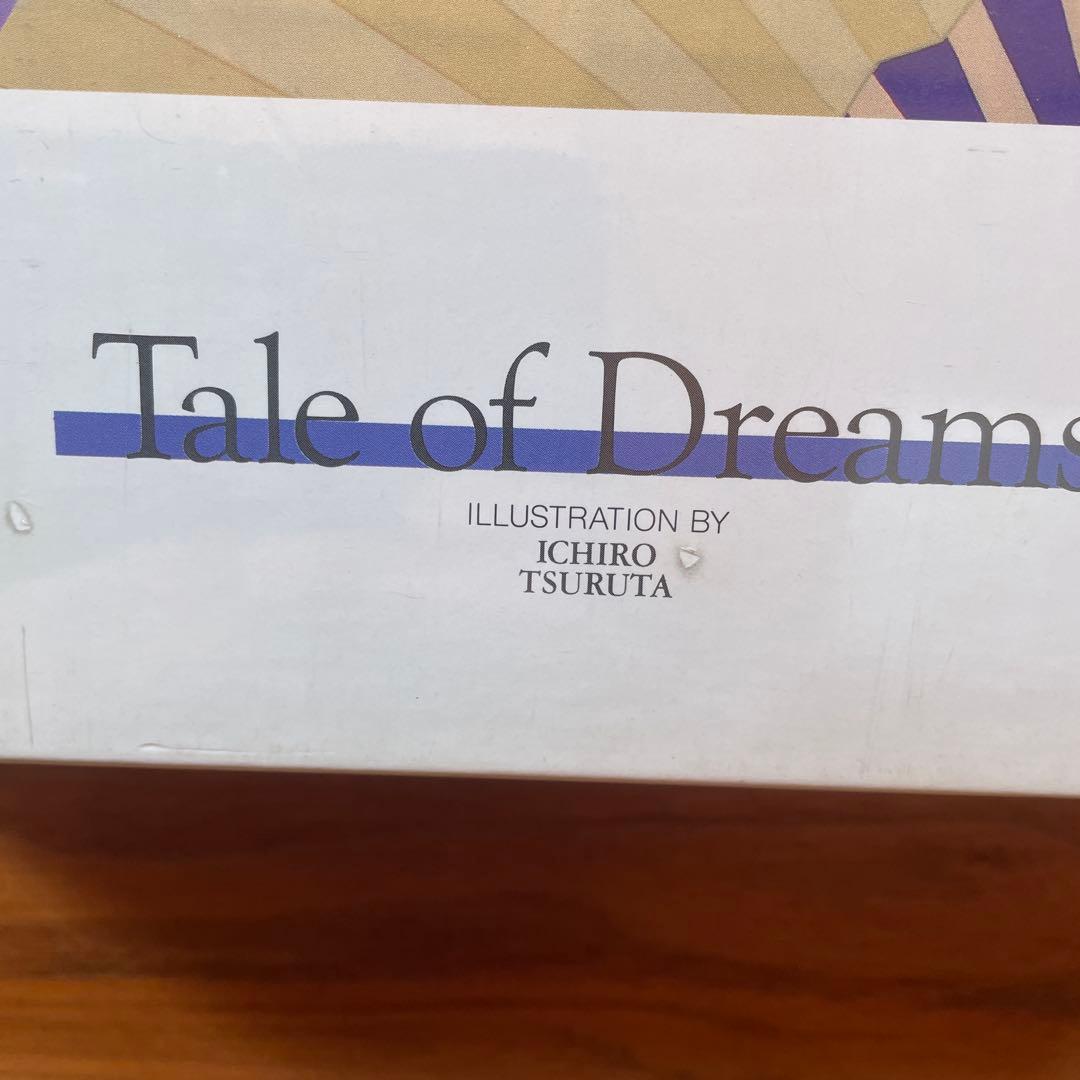 Tale of Dreams
ILLUSTRATION BY
ICHIRO
TSURUTA